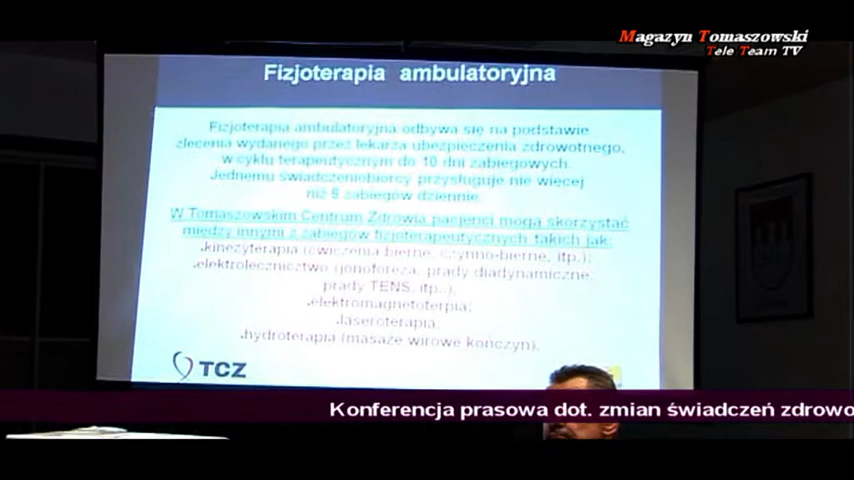 Magazyn Tomaszowski
Tele Team TV
Fizjoterapia ambulatoryjna
Fizjoterapia ambulatoryjna odbywa się na podstawie
zlecenia wydanego przez lekarza ubezpieczenia zdrowotnego,
w cyklu terapeutycznym do 10 dni zabiegowych.
Jednemu świadczeniebiorcy przysługuje nie więcej
niż 5 zabiegów dziennie.
W Tomaszowskim Centrum Zdrowia pacjenci mogą skorzystać
między innymi z zabiegów fizjoterapeutycznych takich jak:
.kinezyterapia (ćwiczenia bierne, czynno-bierne, itp.);
.elektrolecznictwo (jonoforeza, prądy diadynamiczne,
prądy TENS, itp..);
.elektromagnetoterpia;
.laseroterapia;
.hydroterapia (masaże wirowe kończyn).
TCZ
Konferencja prasowa dot. zmian świadczeń zdrowo